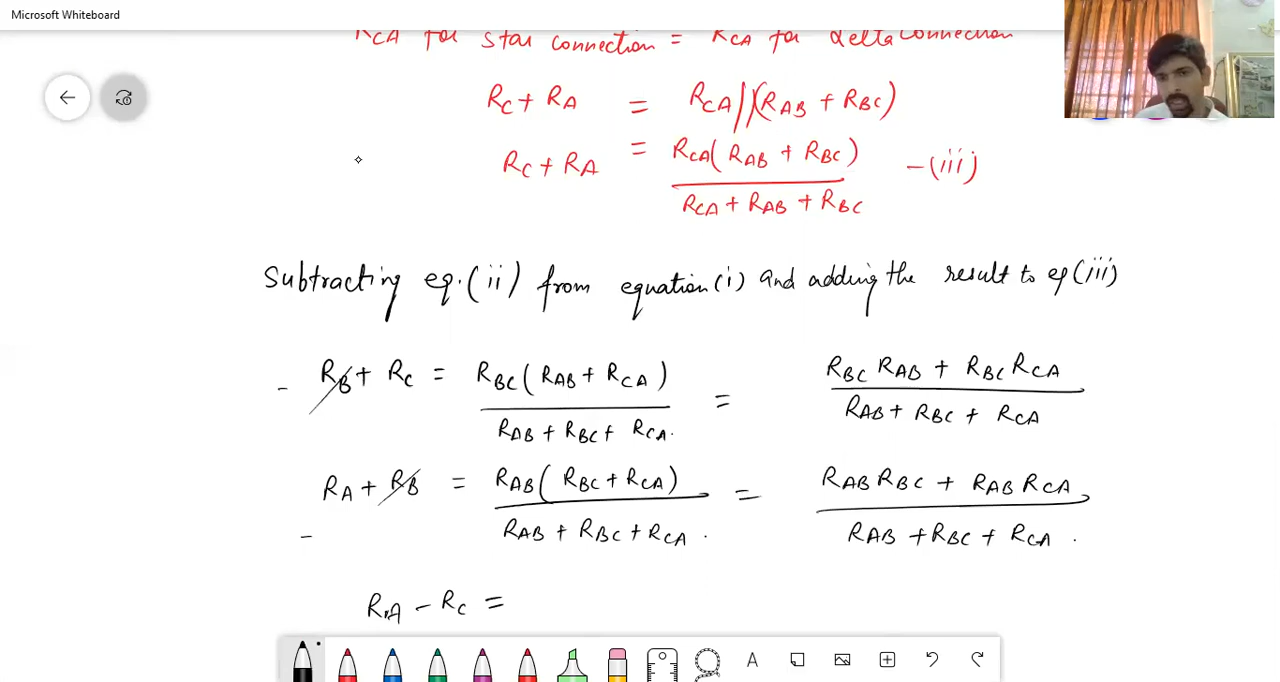 Microsoft Whiteboard
RCA for star connection = RCA for delta connection
RC + RA = RCA//(RAB + RBC)
RC + RA = RCA(RAB + RBC) / RCA + RAB + RBC -(iii)
Subtracting eq.(ii) from equation(i) and adding the result to eq(iii)
- RB + RC = RBC(RAB + RCA) / RAB + RBC + RCA. = RBC RAB + RBC RCA / RAB + RBC + RCA
RA + RB = RAB(RBC + RCA) / RAB + RBC + RCA. = RAB RBC + RAB RCA / RAB + RBC + RCA.
-
RA - RC =
A